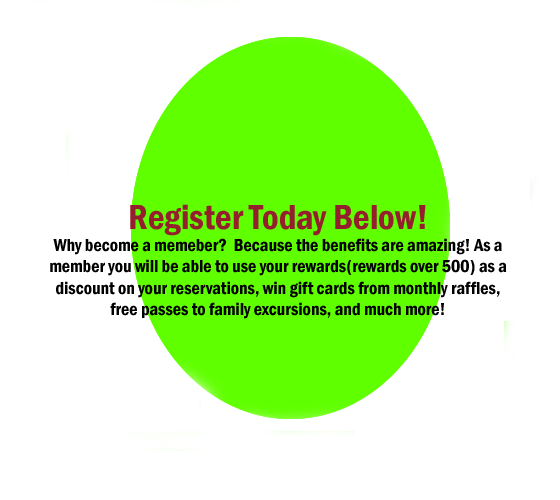 Register Today Below!
Why become a memeber?  Because the benefits are amazing! As a
member you will be able to use your rewards(rewards over 500) as a
discount on your reservations, win gift cards from monthly raffles,
free passes to family excursions, and much more!